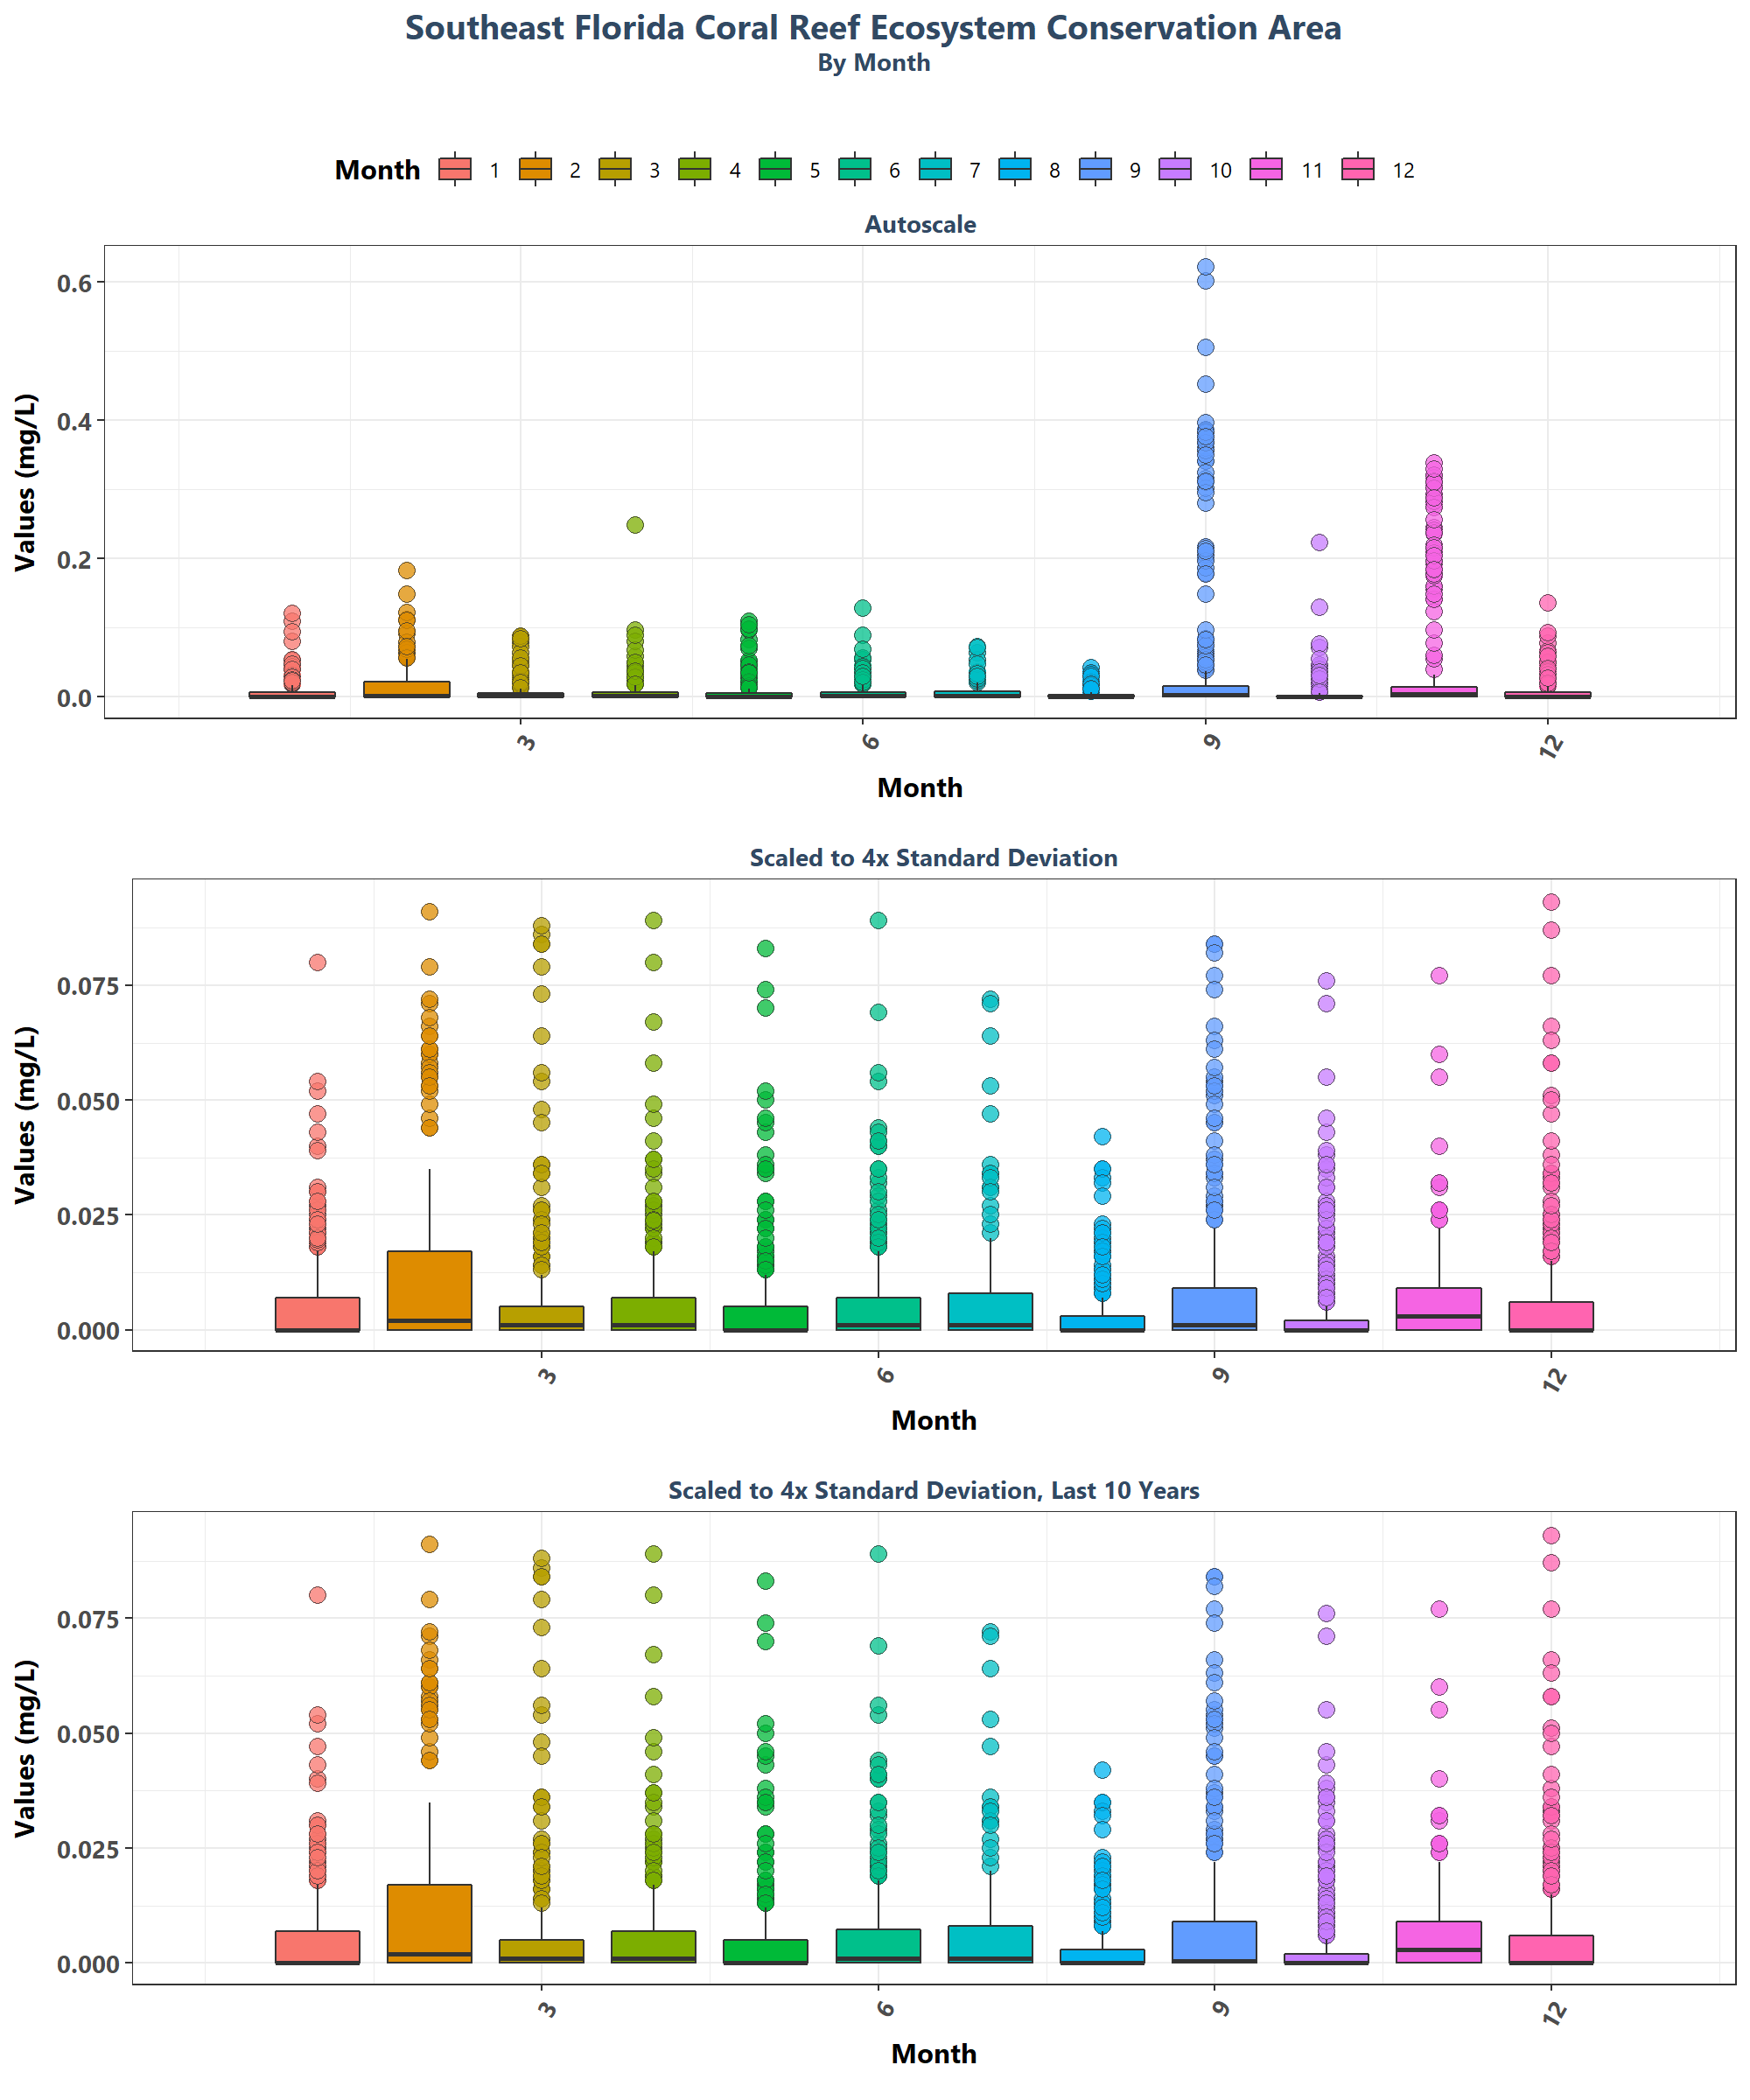 Southeast Florida Coral Reef Ecosystem Conservation Area
By Month
Month 1 2 3 4 5 6 7 8 9 10 11 12
Autoscale
Values (mg/L)
0.6
0.4
0.2
0.0
3 6 9 12
Month
Scaled to 4x Standard Deviation
Values (mg/L)
0.075
0.050
0.025
0.000
3 6 9 12
Month
Scaled to 4x Standard Deviation, Last 10 Years
Values (mg/L)
0.075
0.050
0.025
0.000
3 6 9 12
Month